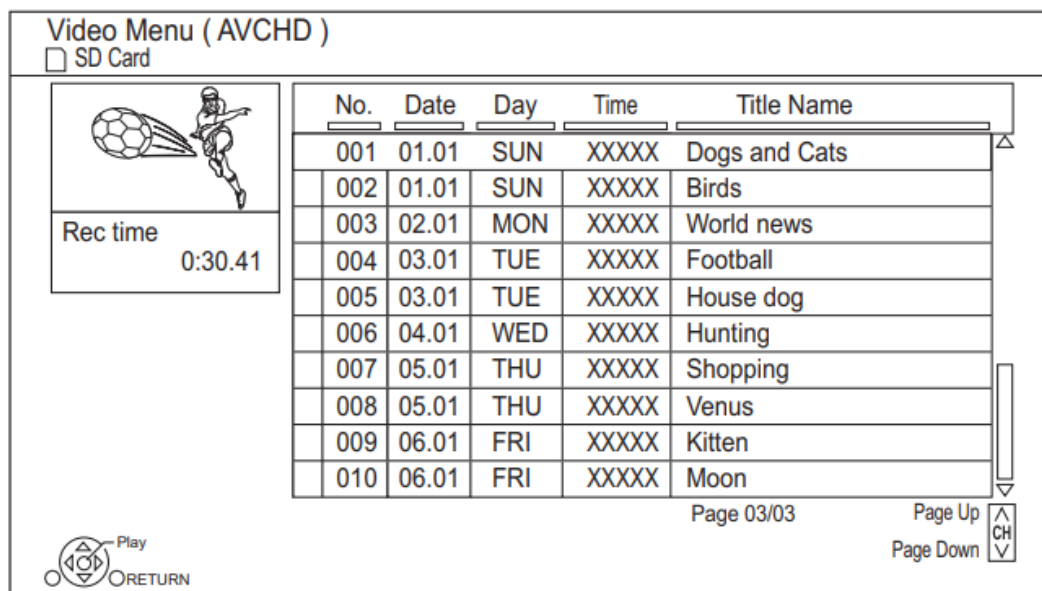 Video Menu ( AVCHD )
SD Card
Rec time
0:30.41
No. Date Day Time Title Name
001 01.01 SUN XXXXX Dogs and Cats
002 01.01 SUN XXXXX Birds
003 02.01 MON XXXXX World news
004 03.01 TUE XXXXX Football
005 03.01 TUE XXXXX House dog
006 04.01 WED XXXXX Hunting
007 05.01 THU XXXXX Shopping
008 05.01 THU XXXXX Venus
009 06.01 FRI XXXXX Kitten
010 06.01 FRI XXXXX Moon
Page 03/03
Page Up
CH
Page Down
Play
OK
RETURN